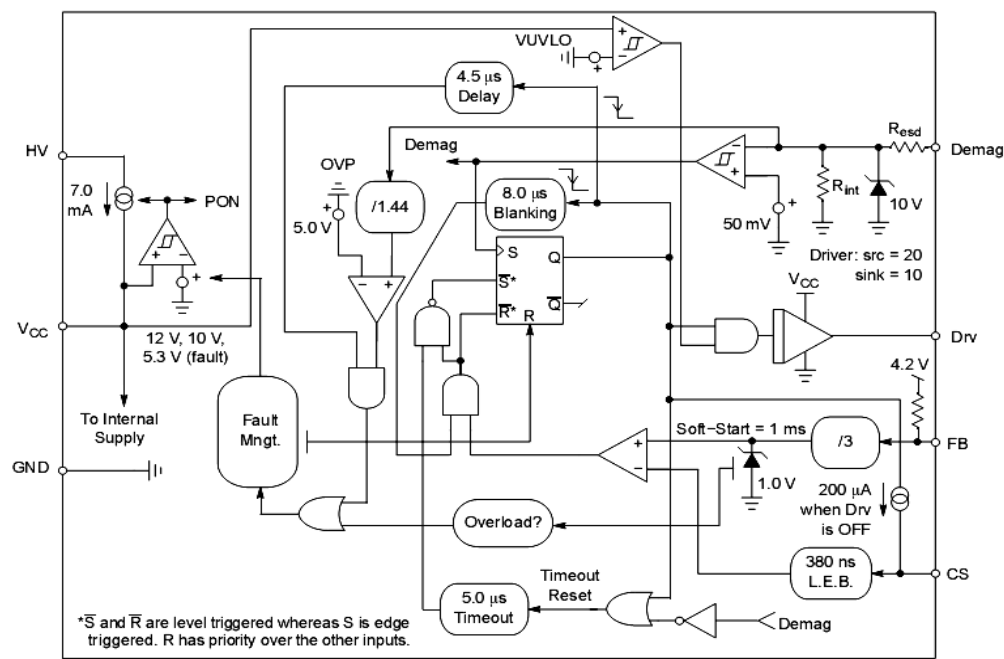 VUVLO
+
−
+
4.5 μs
Delay
HV
7.0
mA
PON
+
−
+
OVP
+
5.0 V
/1.44
−
+
Demag
8.0 μs
Blanking
−
+
50 mV
+
Rint
10 V
Resd
Demag
Driver: src = 20
sink = 10
S
Q
S*
R*
R
Q
VCC
Drv
VCC
12 V, 10 V,
5.3 V (fault)
To Internal
Supply
Fault
Mngt.
GND
4.2 V
Soft−Start = 1 ms
+
−
/3
FB
1.0 V
200 μA
when Drv
is OFF
Overload?
380 ns
L.E.B.
CS
5.0 μs
Timeout
Timeout
Reset
Demag
*S̅ and R̅ are level triggered whereas S is edge
triggered. R has priority over the other inputs.